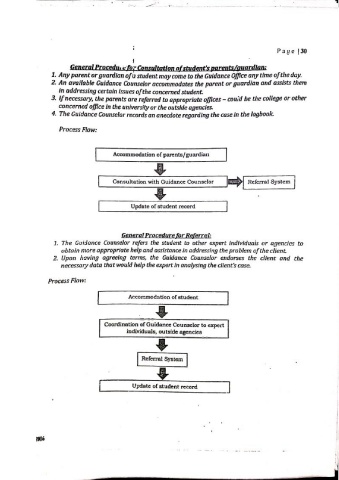 Page | 30
General Procedure for Consultation of student's parents/guardian:
1. Any parent or guardian of a student may come to the Guidance Office any time of the day.
2. An available Guidance Counselor accommodates the parent or guardian and assists them
in addressing certain issues of the concerned student.
3. If necessary, the parents are referred to appropriate offices – could be the college or other
concerned office in the university or the outside agencies.
4. The Guidance Counselor records an anecdote regarding the case in the logbook.
Process Flow:
Accommodation of parents/guardian
Consultation with Guidance Counselor
Referral System
Update of student record
General Procedure for Referral:
1. The Guidance Counselor refers the student to other expert individuals or agencies to
obtain more appropriate help and assistance in addressing the problem of the client.
2. Upon having agreeing terms, the Guidance Counselor endorses the client and the
necessary data that would help the expert in analyzing the client's case.
Process Flow:
Accommodation of student
Coordination of Guidance Counselor to expert
individuals, outside agencies
Referral System
Update of student record